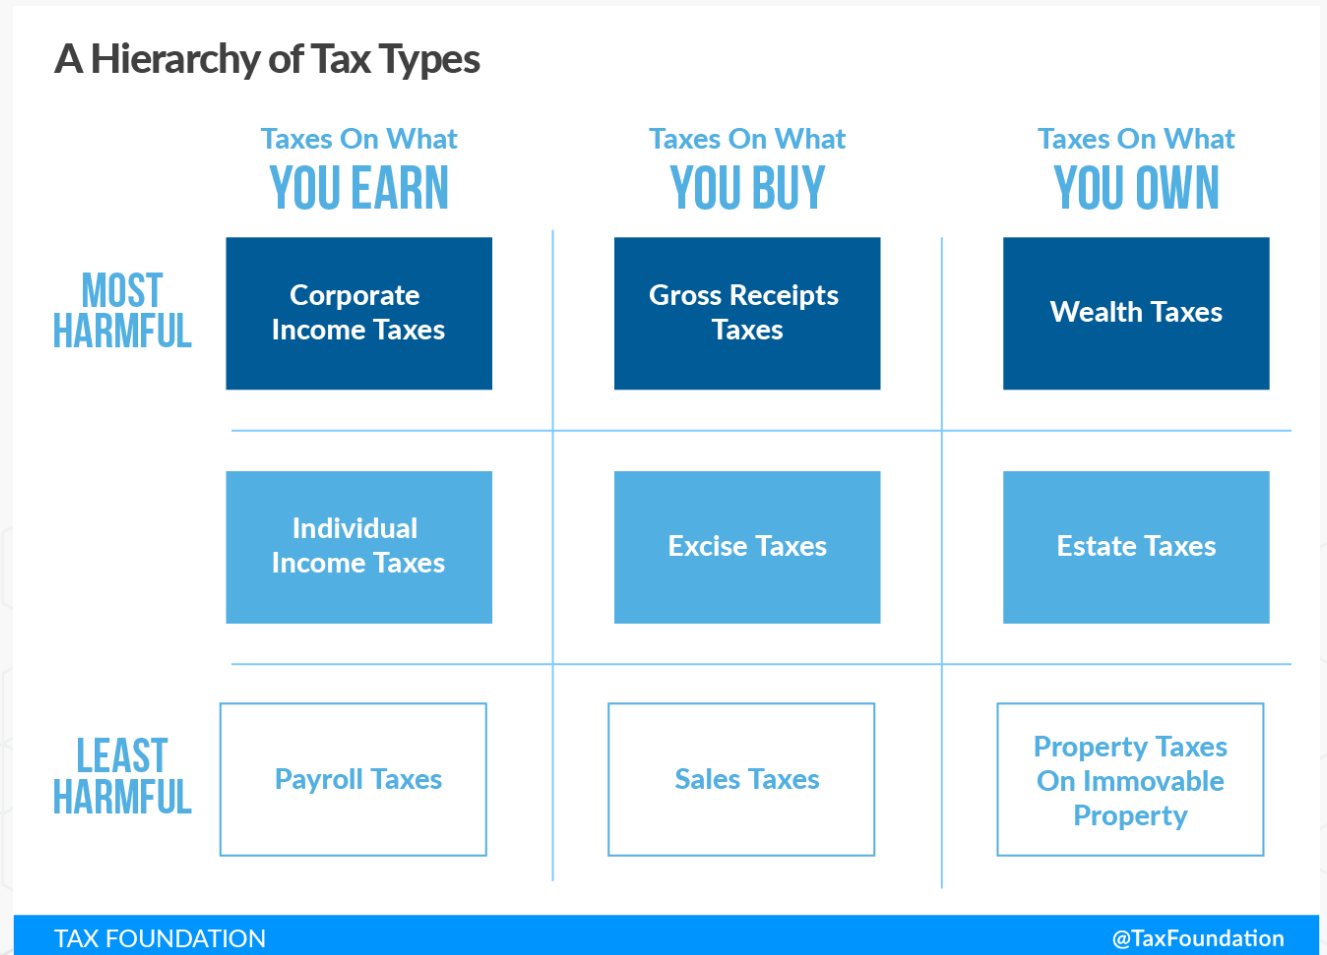 A Hierarchy of Tax Types
Taxes On What
YOU EARN
Taxes On What
YOU BUY
Taxes On What
YOU OWN
MOST
HARMFUL
Corporate
Income Taxes
Gross Receipts
Taxes
Wealth Taxes
Individual
Income Taxes
Excise Taxes
Estate Taxes
LEAST
HARMFUL
Payroll Taxes
Sales Taxes
Property Taxes
On Immovable
Property
TAX FOUNDATION
@TaxFoundation